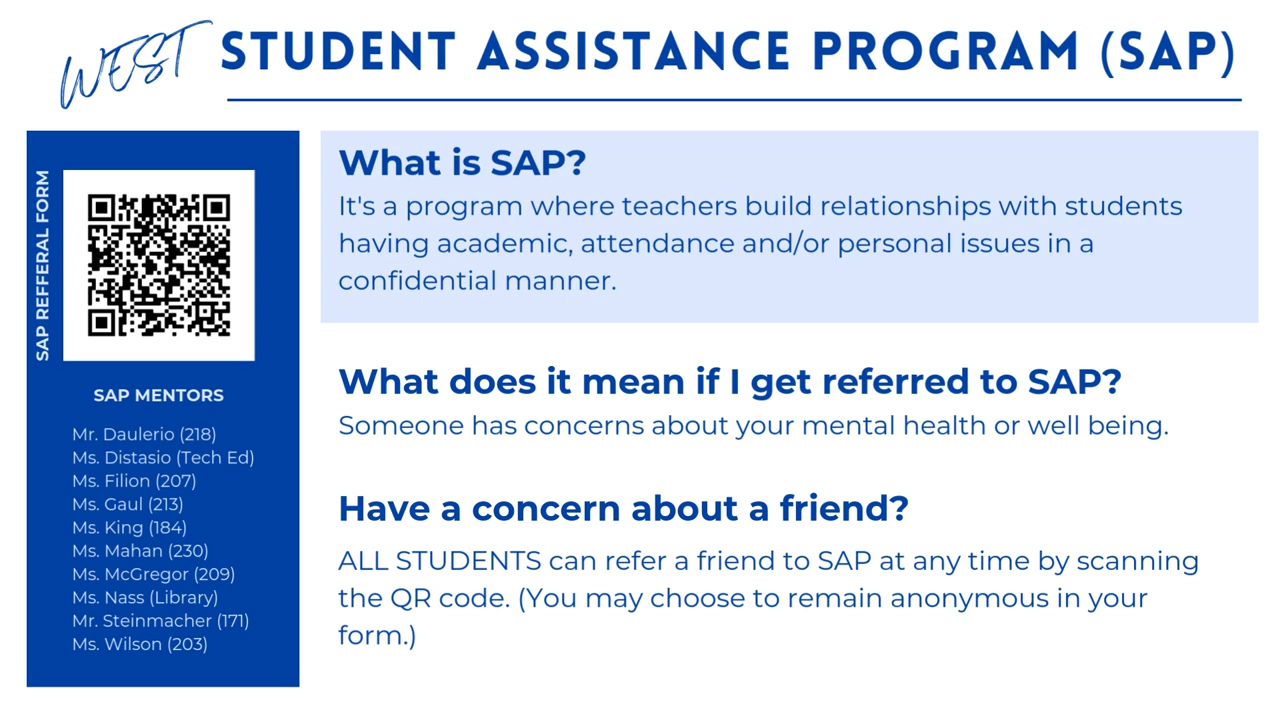 WEST STUDENT ASSISTANCE PROGRAM (SAP)
SAP REFFERAL FORM
SAP MENTORS
Mr. Daulerio (218)
Ms. Distasio (Tech Ed)
Ms. Filion (207)
Ms. Gaul (213)
Ms. King (184)
Ms. Mahan (230)
Ms. McGregor (209)
Ms. Nass (Library)
Mr. Steinmacher (171)
Ms. Wilson (203)
What is SAP?
It's a program where teachers build relationships with students
having academic, attendance and/or personal issues in a
confidential manner.
What does it mean if I get referred to SAP?
Someone has concerns about your mental health or well being.
Have a concern about a friend?
ALL STUDENTS can refer a friend to SAP at any time by scanning
the QR code. (You may choose to remain anonymous in your
form.)